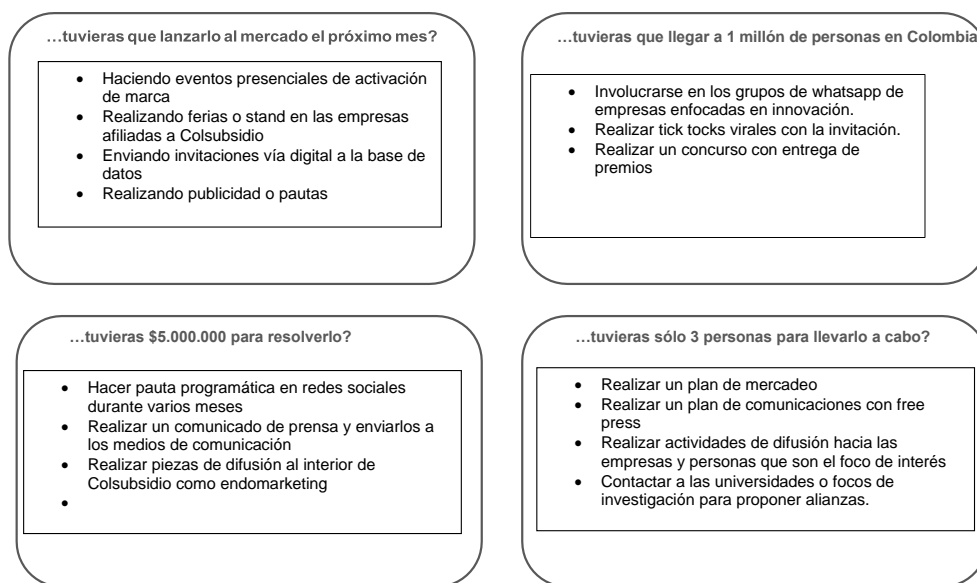 …tuvieras que lanzarlo al mercado el próximo mes?
• Haciendo eventos presenciales de activación
de marca
• Realizando ferias o stand en las empresas
afiliadas a Colsubsidio
• Enviando invitaciones vía digital a la base de
datos
• Realizando publicidad o pautas
…tuvieras que llegar a 1 millón de personas en Colombia
• Involucrarse en los grupos de whatsapp de
empresas enfocadas en innovación.
• Realizar tick tocks virales con la invitación.
• Realizar un concurso con entrega de
premios
…tuvieras $5.000.000 para resolverlo?
• Hacer pauta programática en redes sociales
durante varios meses
• Realizar un comunicado de prensa y enviarlos a
los medios de comunicación
• Realizar piezas de difusión al interior de
Colsubsidio como endomarketing
•
…tuvieras sólo 3 personas para llevarlo a cabo?
• Realizar un plan de mercadeo
• Realizar un plan de comunicaciones con free
press
• Realizar actividades de difusión hacia las
empresas y personas que son el foco de interés
• Contactar a las universidades o focos de
investigación para proponer alianzas.